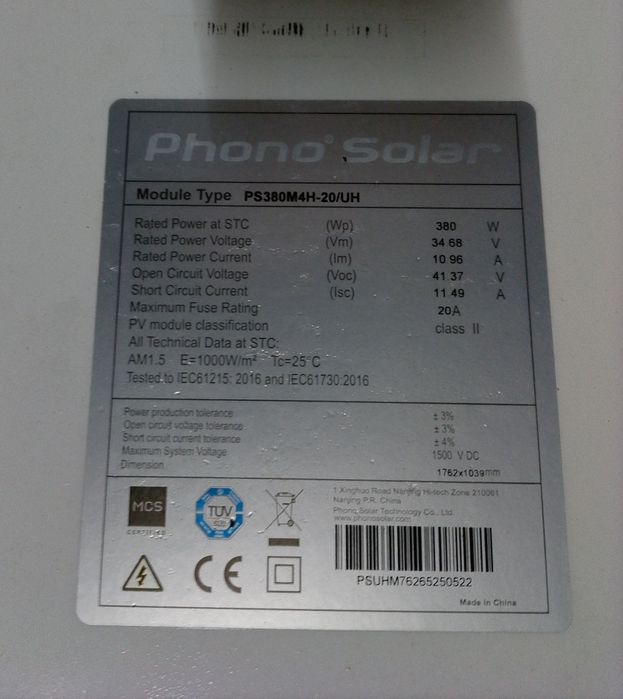 Phono Solar
Module Type PS380M4H-20/UH
Rated Power at STC (Wp) 380 W
Rated Power Voltage (Vm) 34 68 V
Rated Power Current (Im) 10 96 A
Open Circuit Voltage (Voc) 41 37 V
Short Circuit Current (Isc) 11 49 A
Maximum Fuse Rating 20A
PV module classification class II
All Technical Data at STC:
AM1.5 E=1000W/m² Tc=25°C
Tested to IEC61215: 2016 and IEC61730:2016
Power production tolerance ± 3%
Open circuit voltage tolerance ± 3%
Short circuit current tolerance ± 4%
Maximum System Voltage 1500 V DC
Dimension 1762x1039mm
1 Xinghuo Road Nanjing Hi-tech Zone 210061
Nanjing P.R. China
Phono Solar Technology Co., Ltd.
www.phonosolar.com
MCS
CERTIFIED
TÜV
SÜD
CE
PSUHM76265250522
Made in China